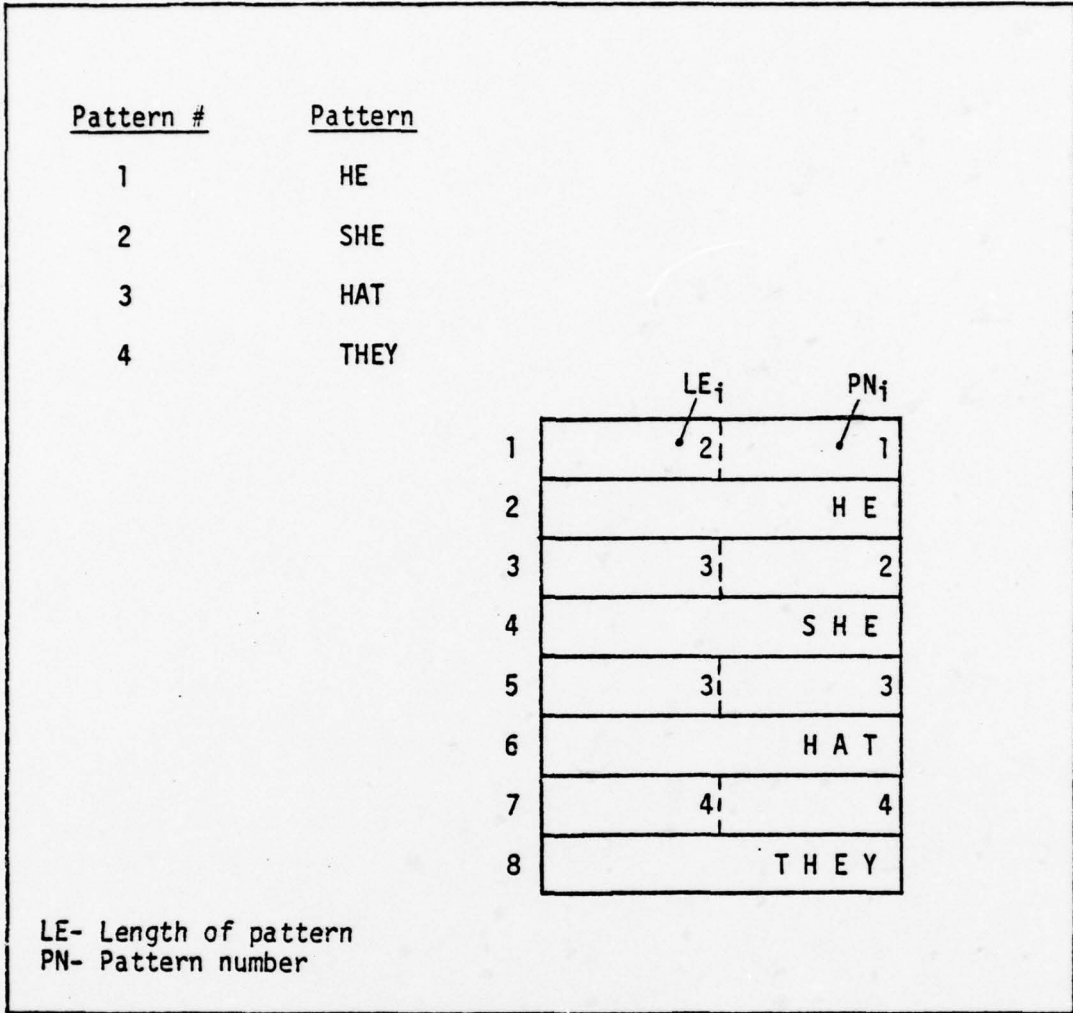 Pattern # Pattern
1 HE
2 SHE
3 HAT
4 THEY
LEi PNi
1 2 1
2 H E
3 3 2
4 S H E
5 3 3
6 H A T
7 4 4
8 T H E Y
LE- Length of pattern
PN- Pattern number